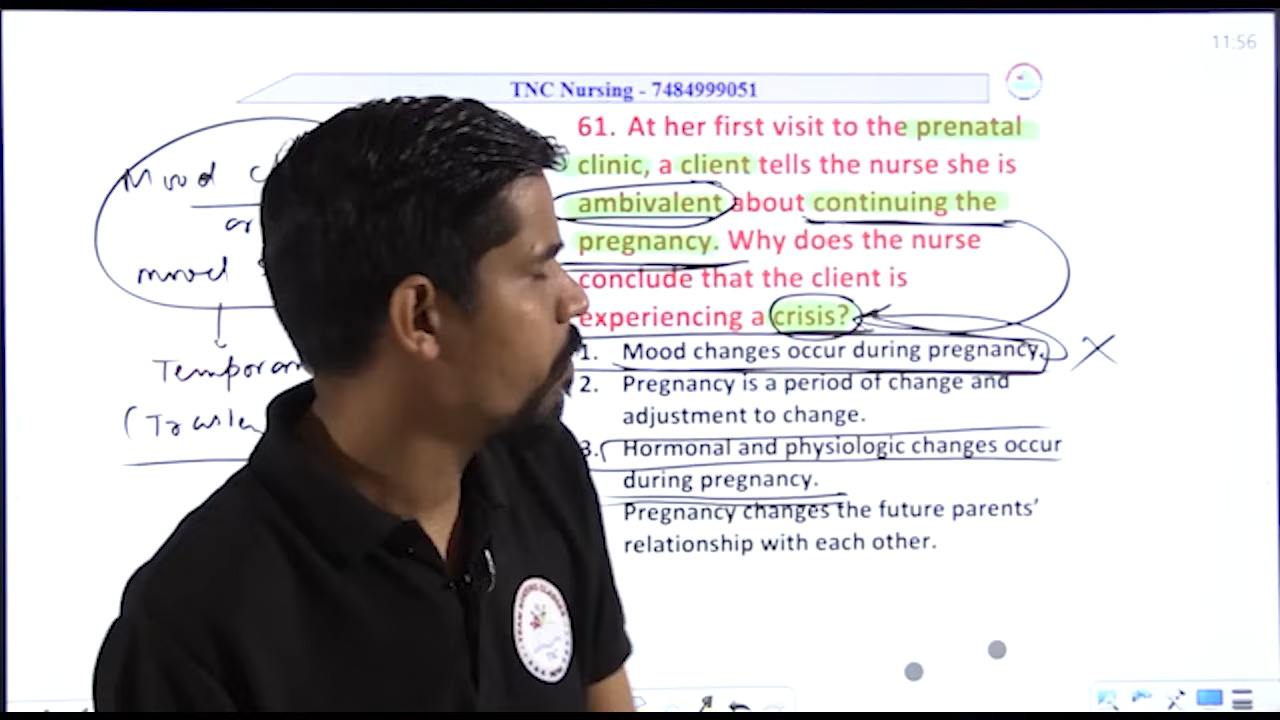 11:56
TNC Nursing - 7484999051
61. At her first visit to the prenatal
clinic, a client tells the nurse she is
ambivalent about continuing the
pregnancy. Why does the nurse
conclude that the client is
experiencing a crisis?
1. Mood changes occur during pregnancy.
2. Pregnancy is a period of change and
adjustment to change.
3. Hormonal and physiologic changes occur
during pregnancy.
Pregnancy changes the future parents'
relationship with each other.
Mood
or
mood